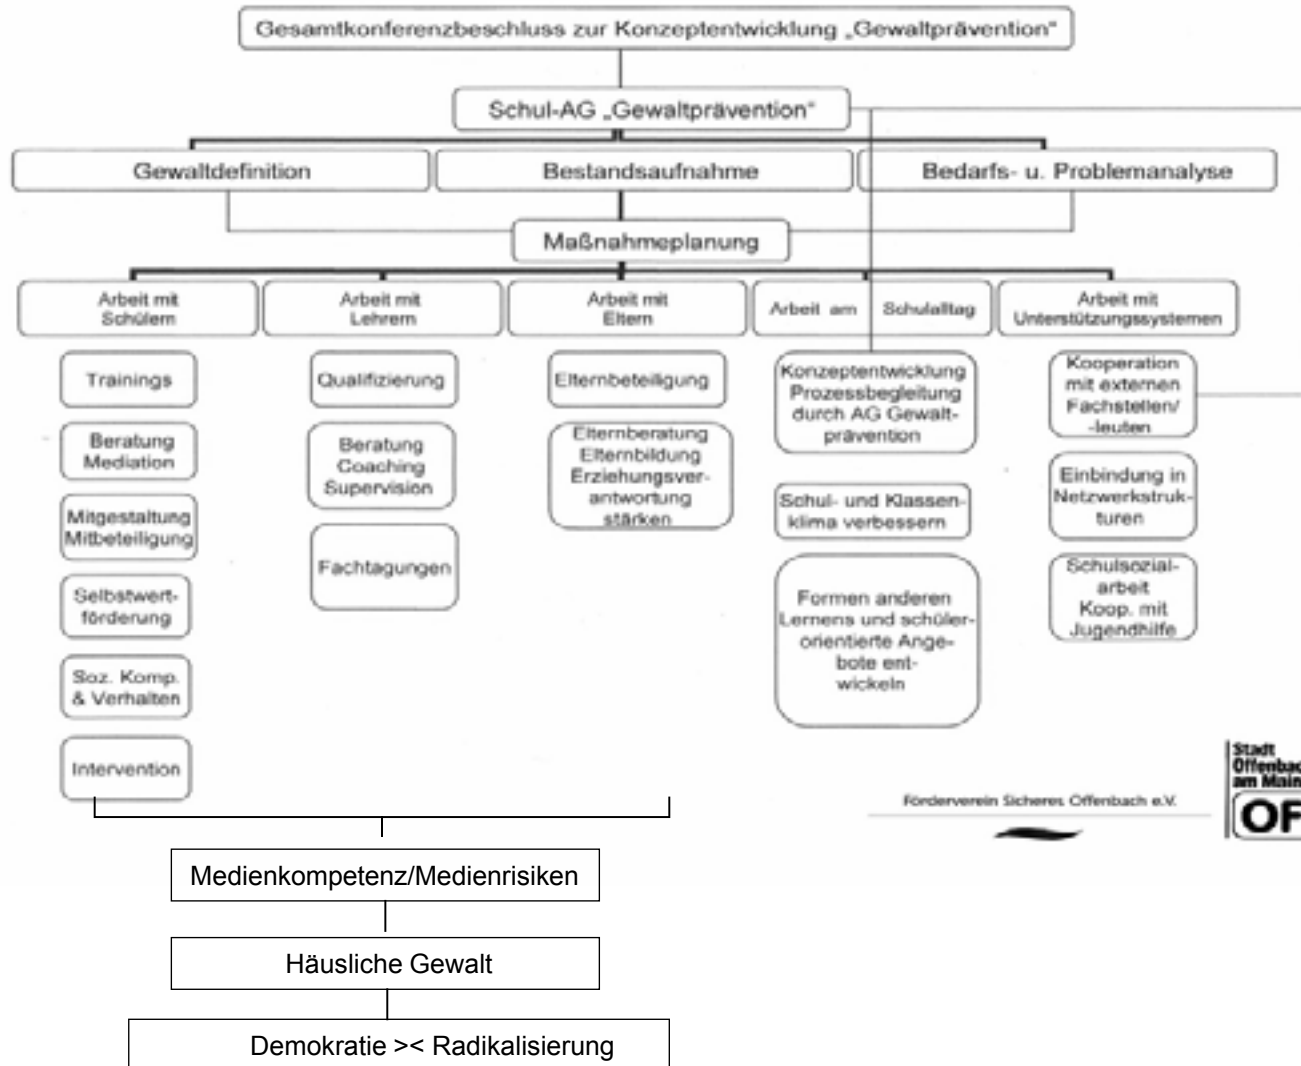 Gesamtkonferenzbeschluss zur Konzeptentwicklung „Gewaltprävention“
Schul-AG „Gewaltprävention“
Gewaltdefinition
Bestandsaufnahme
Bedarfs- u. Problemanalyse
Maßnahmeplanung
Arbeit mit
Schülern
Arbeit mit
Lehrern
Arbeit mit
Eltern
Arbeit am Schulalltag
Arbeit mit
Unterstützungssystemen
Trainings
Beratung
Mediation
Mitgestaltung
Mitbeteiligung
Selbstwert-
förderung
Soz. Komp.
& Verhalten
Intervention
Qualifizierung
Beratung
Coaching
Supervision
Fachtagungen
Elternbeteiligung
Elternberatung
Elternbildung
Erziehungsver-
antwortung
stärken
Konzeptentwicklung
Prozessbegleitung
durch AG Gewalt-
prävention
Schul- und Klassen-
klima verbessern
Formen anderen
Lernens und schüler-
orientierte Ange-
bote ent-
wickeln
Kooperation
mit externen
Fachstellen/
-leuten
Einbindung in
Netzwerkstruk-
turen
Schulsozial-
arbeit
Koop. mit
Jugendhilfe
Förderverein Sicheres Offenbach e.V.
Stadt
Offenbac
am Main
OF
Medienkompetenz/Medienrisiken
Häusliche Gewalt
Demokratie >< Radikalisierung